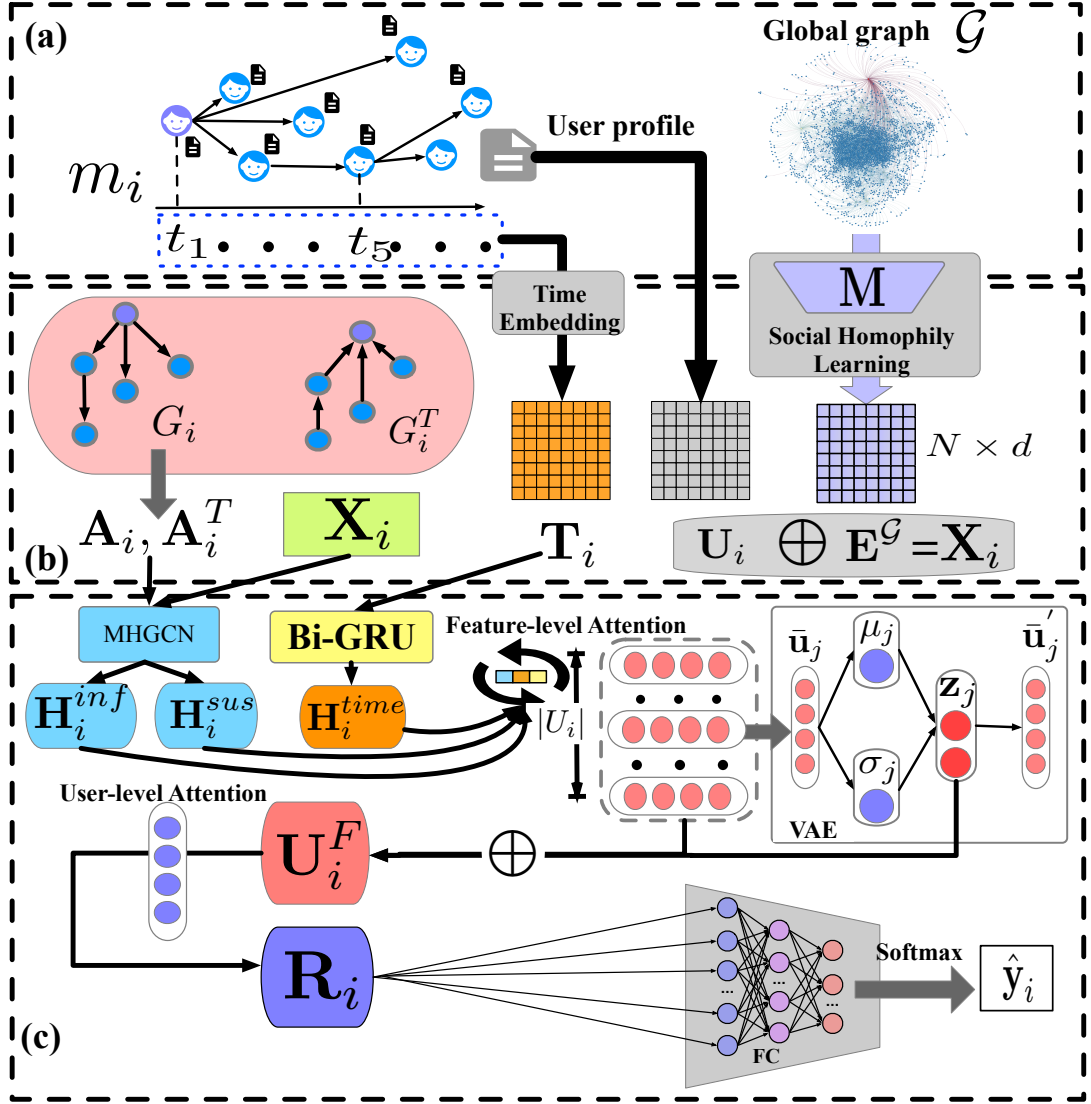 (a)
Global graph 𝒢
User profile
m_i
t_1
t_5
M
Time
Embedding
Social Homophily
Learning
G_i
G_i^T
N × d
A_i, A_i^T
X_i
T_i
U_i ⊕ E^𝒢 = X_i
(b)
MHGCN
Bi-GRU
Feature-level Attention
H_i^{inf}
H_i^{sus}
H_i^{time}
|U_i|
ū_j
μ_j
σ_j
z_j
ū_j'
VAE
User-level Attention
U_i^F
⊕
R_i
...
...
...
FC
Softmax
ŷ_i
(c)